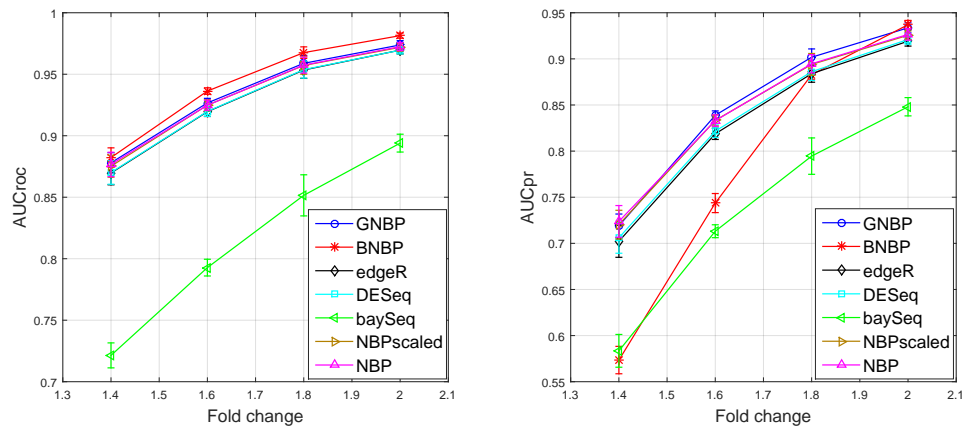 1
0.95
0.9
0.85
0.8
0.75
0.7
AUCroc
1.3 1.4 1.5 1.6 1.7 1.8 1.9 2 2.1
Fold change
GNBP
BNBP
edgeR
DESeq
baySeq
NBPscaled
NBP
0.95
0.9
0.85
0.8
0.75
0.7
0.65
0.6
0.55
AUCpr
1.3 1.4 1.5 1.6 1.7 1.8 1.9 2 2.1
Fold change
GNBP
BNBP
edgeR
DESeq
baySeq
NBPscaled
NBP